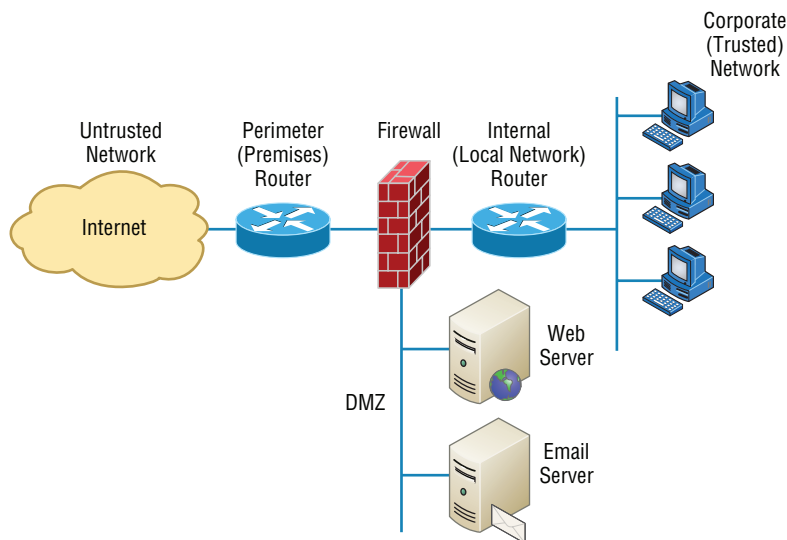 Corporate
(Trusted)
Network
Untrusted
Network
Perimeter
(Premises)
Router
Firewall
Internal
(Local Network)
Router
Internet
Web
Server
DMZ
Email
Server